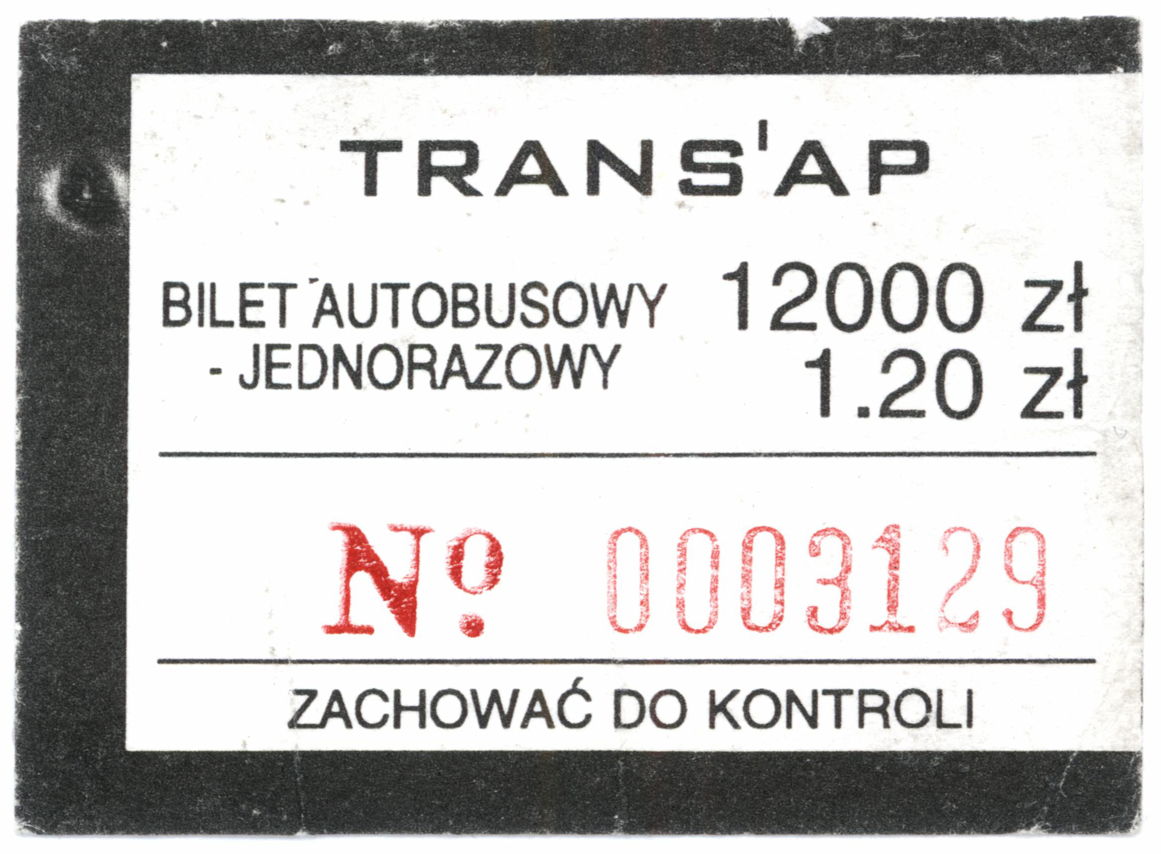 TRANS'AP
BILET AUTOBUSOWY 12000 zł
- JEDNORAZOWY 1.20 zł
Nº 0003129
ZACHOWAĆ DO KONTROLI